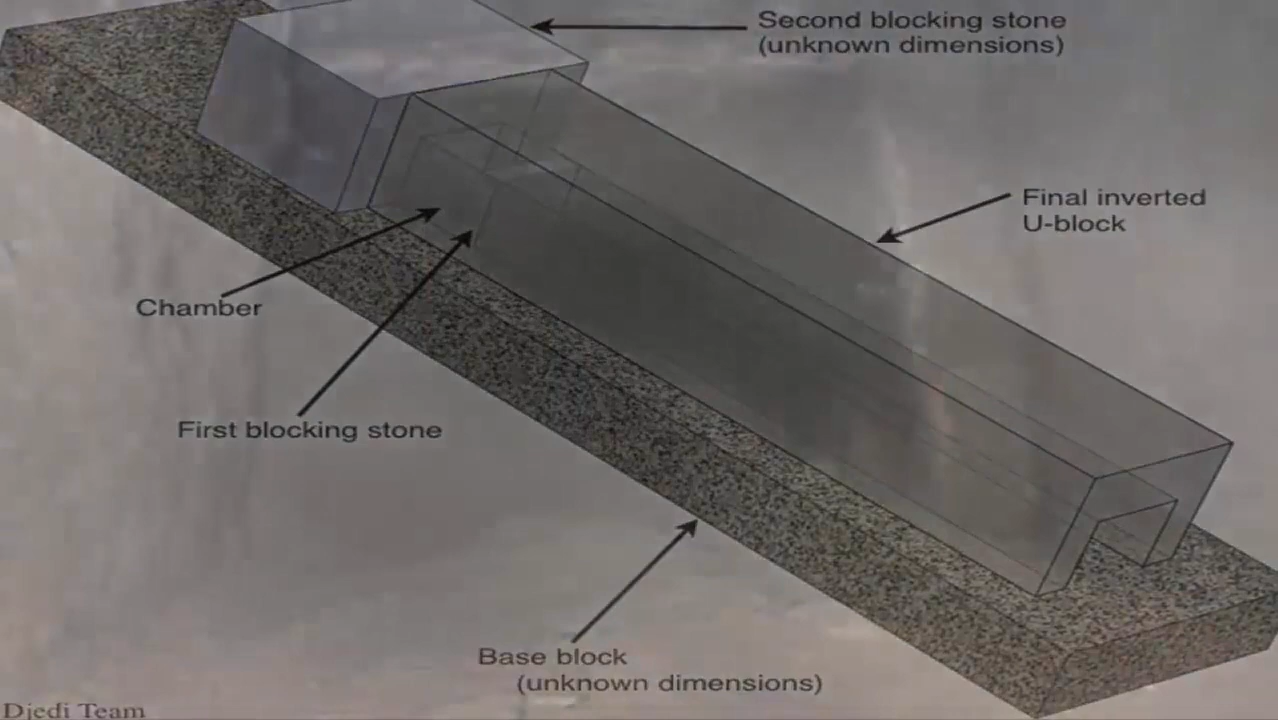 Second blocking stone
(unknown dimensions)
Final inverted
U-block
Chamber
First blocking stone
Base block
(unknown dimensions)
Djedi Team